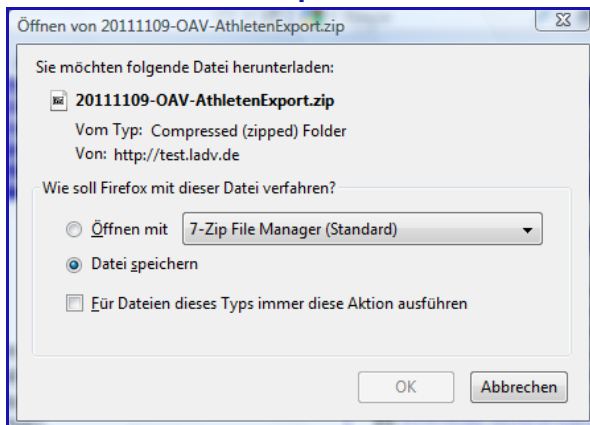 Öffnen von 20111109-OAV-AthletenExport.zip
Sie möchten folgende Datei herunterladen:
20111109-OAV-AthletenExport.zip
Vom Typ: Compressed (zipped) Folder
Von: http://test.ladv.de
Wie soll Firefox mit dieser Datei verfahren?
Öffnen mit 7-Zip File Manager (Standard)
Datei speichern
Für Dateien dieses Typs immer diese Aktion ausführen
OK Abbrechen